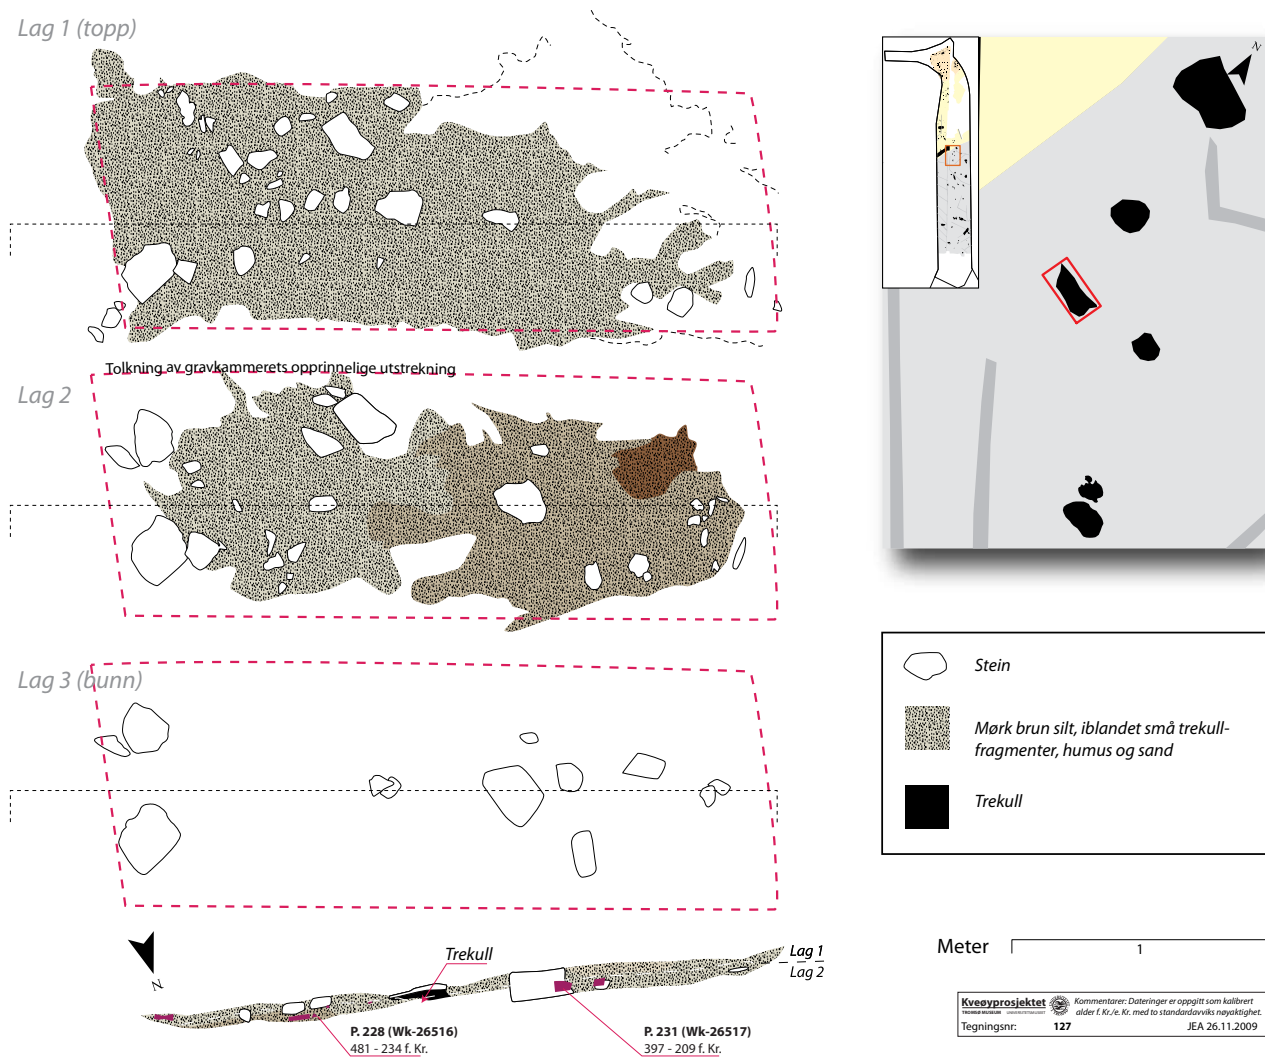 Lag 1 (topp)
Tolkning av gravkammerets opprinnelige utstrekning
Lag 2
Lag 3 (bunn)
N
Trekull
Lag 1
Lag 2
P. 228 (Wk-26516)
481 - 234 f. Kr.
P. 231 (Wk-26517)
397 - 209 f. Kr.
N
Stein
Mørk brun silt, iblandet små trekull-
fragmenter, humus og sand
Trekull
Meter
1
Kveøyprosjektet
TROMSØ MUSEUM UNIVERSITETSMUSEET
Kommentarer: Dateringer er oppgitt som kalibrert
alder f. Kr./e. Kr. med to standardavviks nøyaktighet.
Tegningsnr: 127 JEA 26.11.2009